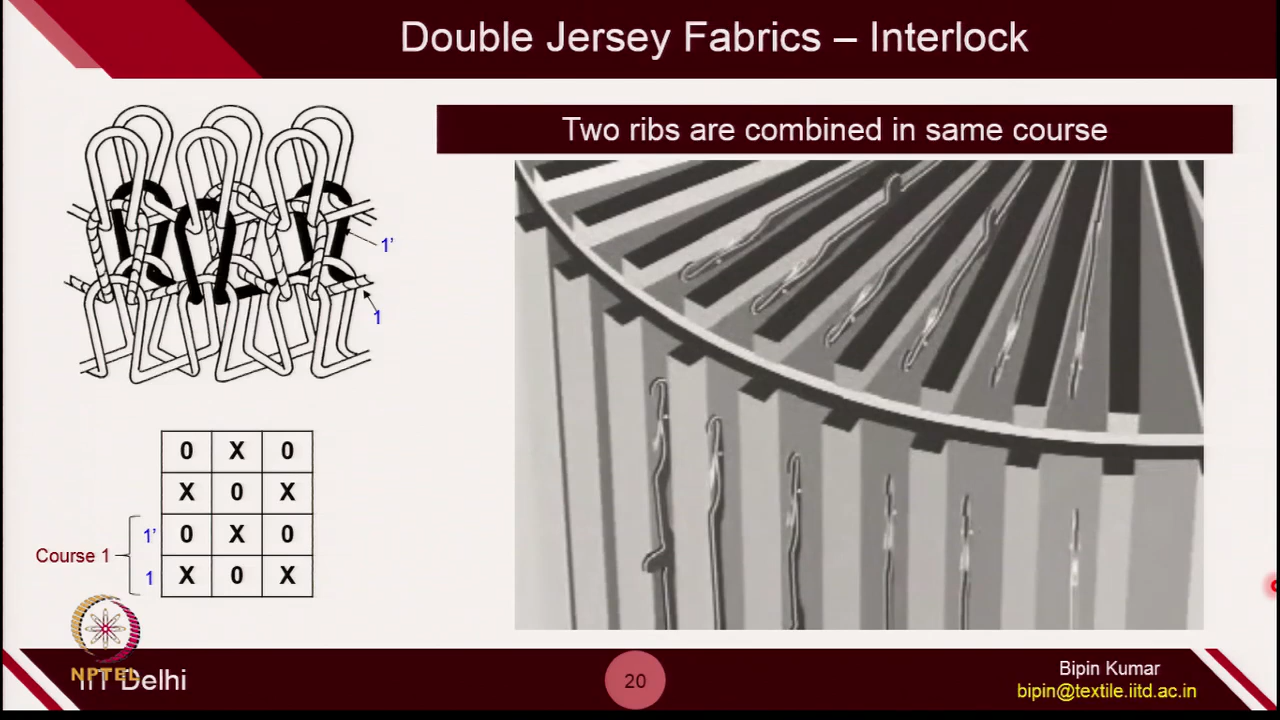 Double Jersey Fabrics – Interlock
Two ribs are combined in same course
1'
1
0 X 0
X 0 X
1' 0 X 0
Course 1
1 X 0 X
NPTEL
IIT Delhi
20
Bipin Kumar
bipin@textile.iitd.ac.in